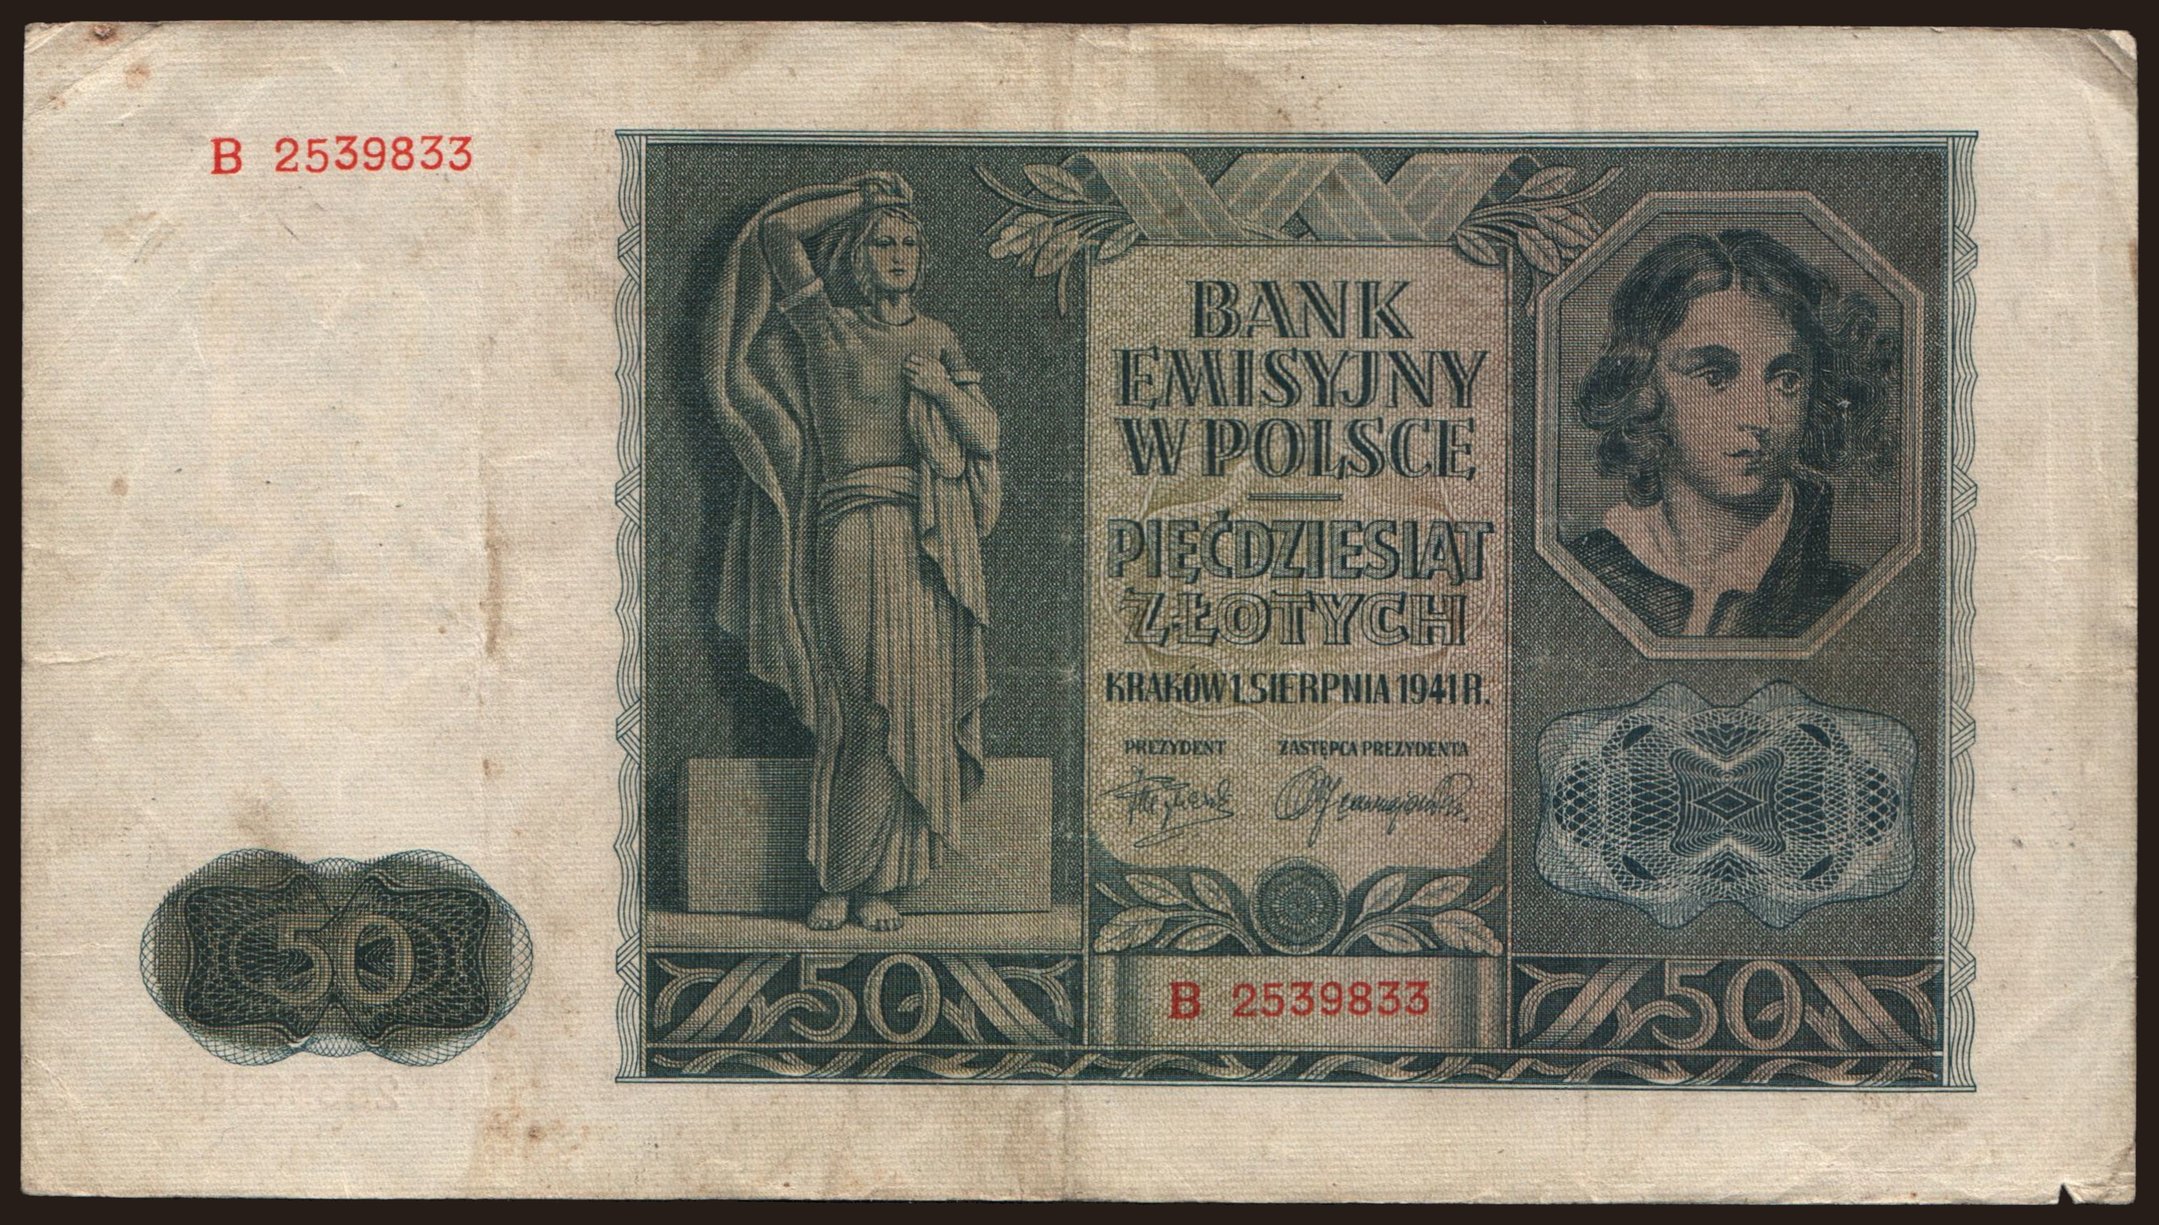 B 2539833
BANK
EMISYJNY
W POLSCE
PIĘĆDZIESIĄT
ZŁOTYCH
KRAKÓW 1. SIERPNIA 1941 R.
PREZYDENT ZASTĘPCA PREZYDENTA
50
50 B 2539833 50